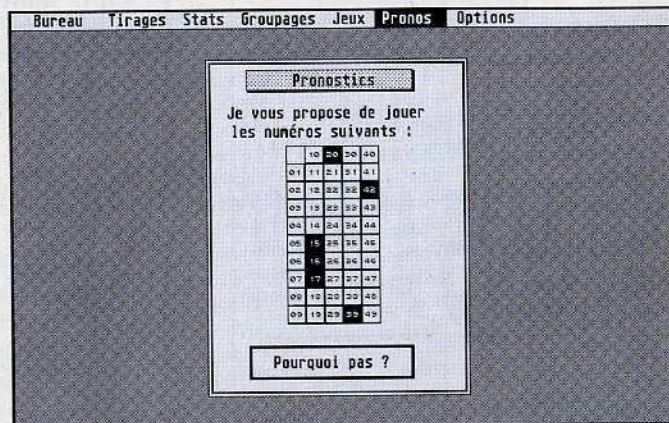 Bureau Tirages Stats Groupages Jeux Pronos Options
Pronostics
Je vous propose de jouer
les numéros suivants :
10 20 30 40
01 11 21 31 41
02 12 22 32 42
03 13 23 33 43
04 14 24 34 44
05 15 25 35 45
06 16 26 36 46
07 17 27 37 47
08 18 28 38 48
09 19 29 39 49
Pourquoi pas ?